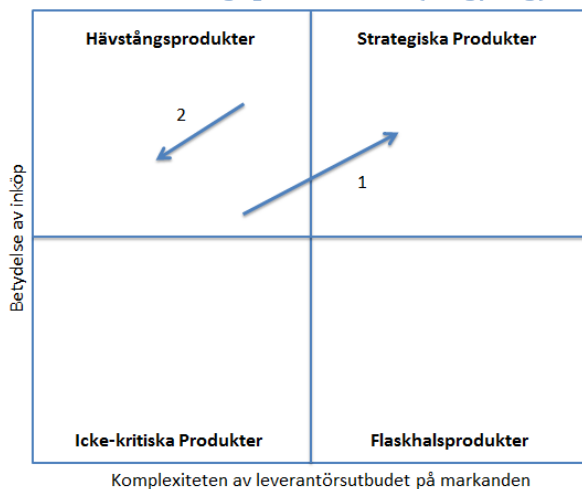 Hävstångsprodukter
Strategiska Produkter
2
1
Betydelse av inköp
Icke-kritiska Produkter
Flaskhalsprodukter
Komplexiteten av leverantörsutbudet på markanden